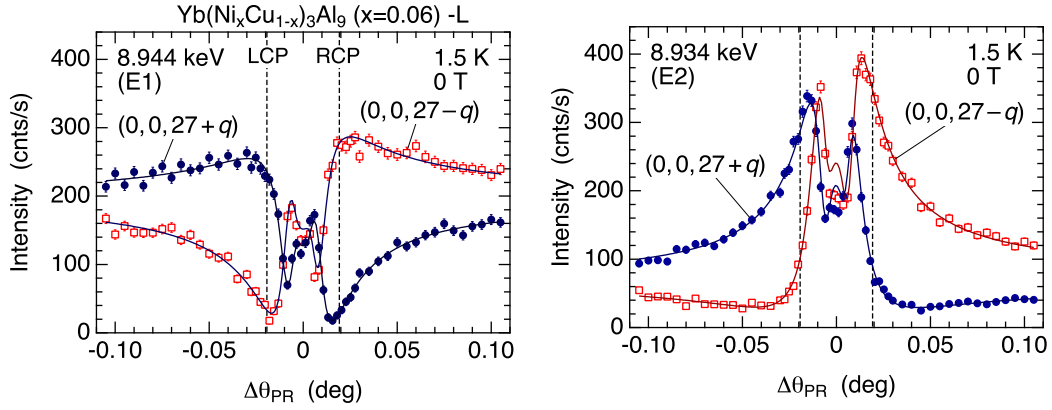 Yb(NiₓCu₁₋ₓ)₃Al₉ (x=0.06) -L
8.944 keV
(E1)
LCP
RCP
1.5 K
0 T
(0, 0, 27+q)
(0, 0, 27−q)
400
300
200
100
0
Intensity (cnts/s)
-0.10
-0.05
0
0.05
0.10
Δθ_PR (deg)
8.934 keV
(E2)
1.5 K
0 T
(0, 0, 27−q)
(0, 0, 27+q)
400
300
200
100
0
Intensity (cnts/s)
-0.10
-0.05
0
0.05
0.10
Δθ_PR (deg)